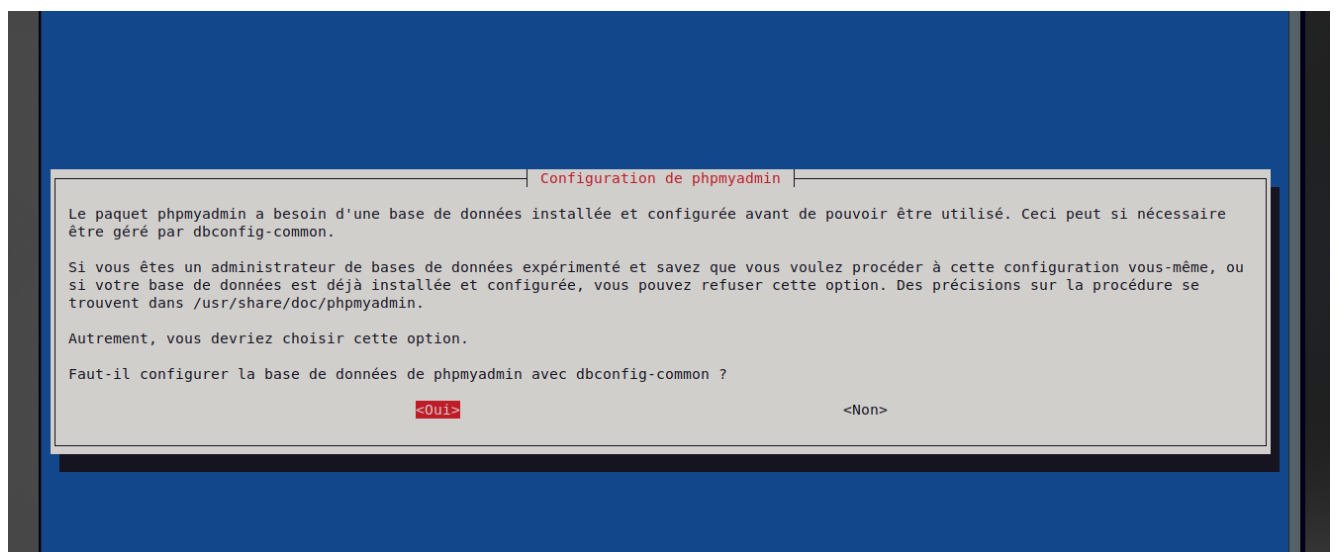 Configuration de phpmyadmin
Le paquet phpmyadmin a besoin d'une base de données installée et configurée avant de pouvoir être utilisé. Ceci peut si nécessaire
être géré par dbconfig-common.
Si vous êtes un administrateur de bases de données expérimenté et savez que vous voulez procéder à cette configuration vous-même, ou
si votre base de données est déjà installée et configurée, vous pouvez refuser cette option. Des précisions sur la procédure se
trouvent dans /usr/share/doc/phpmyadmin.
Autrement, vous devriez choisir cette option.
Faut-il configurer la base de données de phpmyadmin avec dbconfig-common ?
<Oui> <Non>